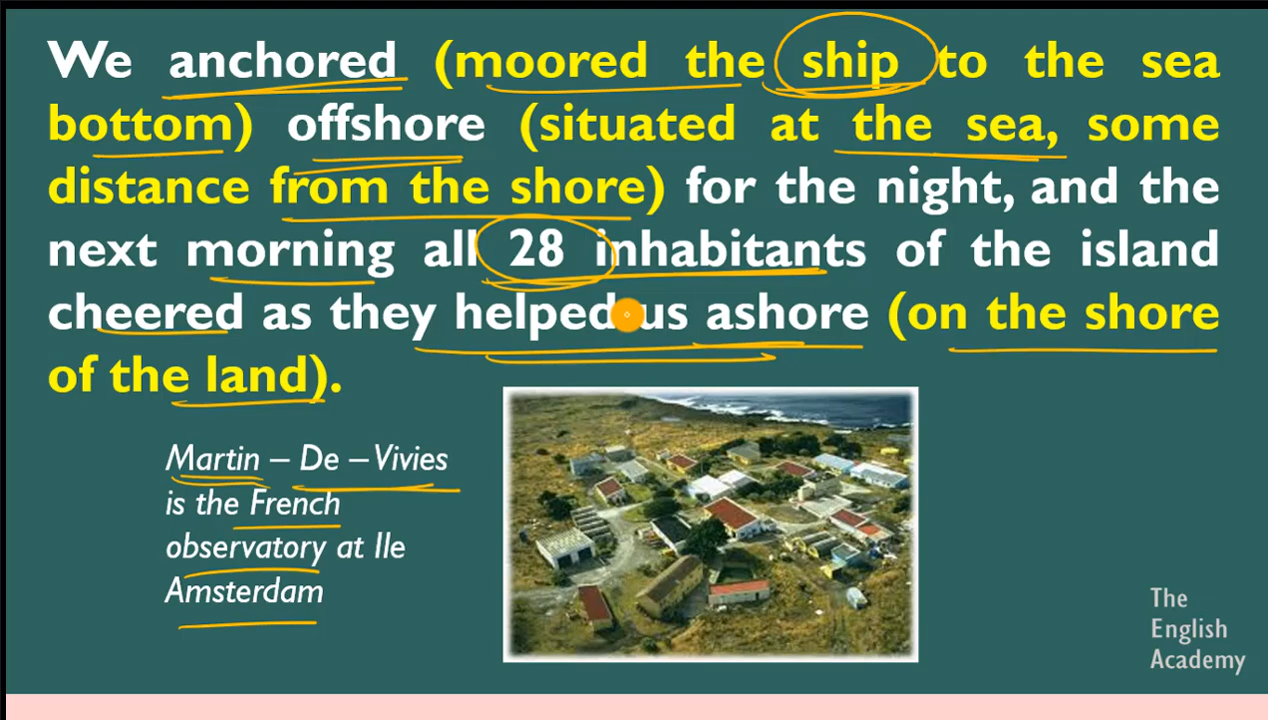 We anchored (moored the ship to the sea
bottom) offshore (situated at the sea, some
distance from the shore) for the night, and the
next morning all 28 inhabitants of the island
cheered as they helped us ashore (on the shore
of the land).
Martin – De – Vivies
is the French
observatory at Ile
Amsterdam
The
English
Academy